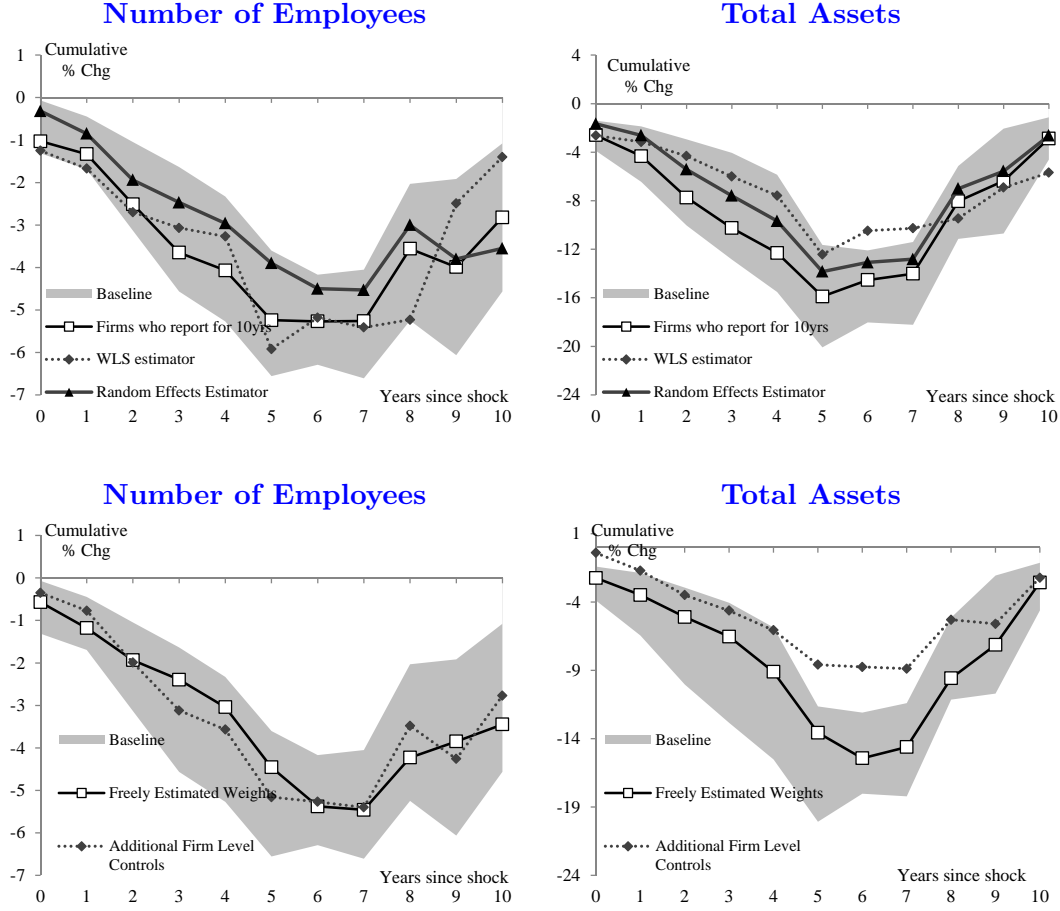 Number of Employees
1
0
-1
-2
-3
-4
-5
-6
-7
Cumulative
% Chg
Baseline
Firms who report for 10yrs
WLS estimator
Random Effects Estimator
Years since shock
0 1 2 3 4 5 6 7 8 9 10
Total Assets
4
0
-4
-8
-12
-16
-20
-24
Cumulative
% Chg
Baseline
Firms who report for 10yrs
WLS estimator
Random Effects Estimator
Years since shock
0 1 2 3 4 5 6 7 8 9 10
Number of Employees
1
0
-1
-2
-3
-4
-5
-6
-7
Cumulative
% Chg
Baseline
Freely Estimated Weights
Additional Firm Level
Controls
Years since shock
0 1 2 3 4 5 6 7 8 9 10
Total Assets
1
-4
-9
-14
-19
-24
Cumulative
% Chg
Baseline
Freely Estimated Weights
Additional Firm Level
Controls
Years since shock
0 1 2 3 4 5 6 7 8 9 10